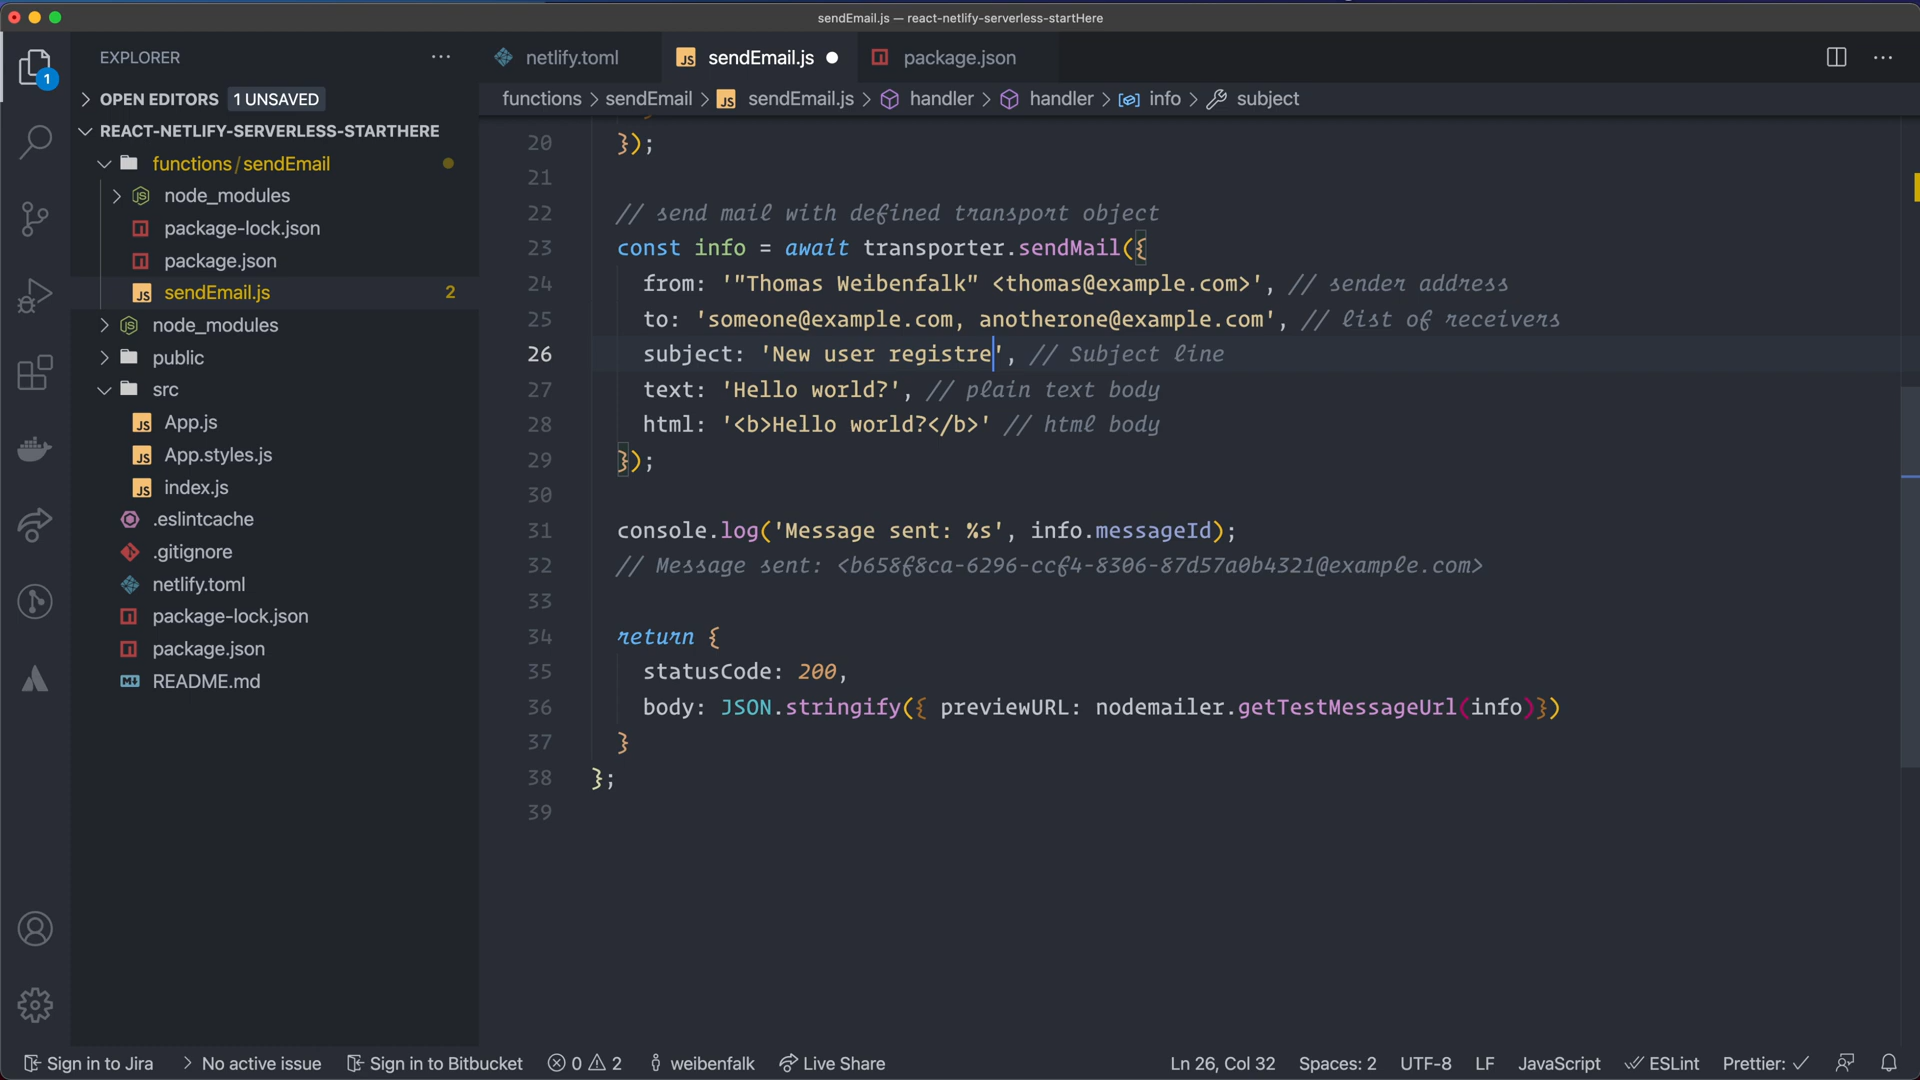 sendEmail.js — react-netlify-serverless-startHere
EXPLORER
netlify.toml
sendEmail.js
package.json
1
OPEN EDITORS 1 UNSAVED
functions > sendEmail > JS sendEmail.js > handler > handler > info > subject
REACT-NETLIFY-SERVERLESS-STARTHERE
functions / sendEmail
node_modules
package-lock.json
package.json
sendEmail.js 2
node_modules
public
src
App.js
App.styles.js
index.js
.eslintcache
.gitignore
netlify.toml
package-lock.json
package.json
README.md
20 });
21
22 // send mail with defined transport object
23 const info = await transporter.sendMail({
24 from: '"Thomas Weibenfalk" <thomas@example.com>', // sender address
25 to: 'someone@example.com, anotherone@example.com', // list of receivers
26 subject: 'New user registre', // Subject line
27 text: 'Hello world?', // plain text body
28 html: '<b>Hello world?</b>' // html body
29 });
30
31 console.log('Message sent: %s', info.messageId);
32 // Message sent: <b658f8ca-6296-ccf4-8306-87d57a0b4321@example.com>
33
34 return {
35 statusCode: 200,
36 body: JSON.stringify({ previewURL: nodemailer.getTestMessageUrl(info)})
37 }
38 };
39
Sign in to Jira > No active issue Sign in to Bitbucket 0 2 weibenfalk Live Share Ln 26, Col 32 Spaces: 2 UTF-8 LF JavaScript ESLint Prettier: ✓